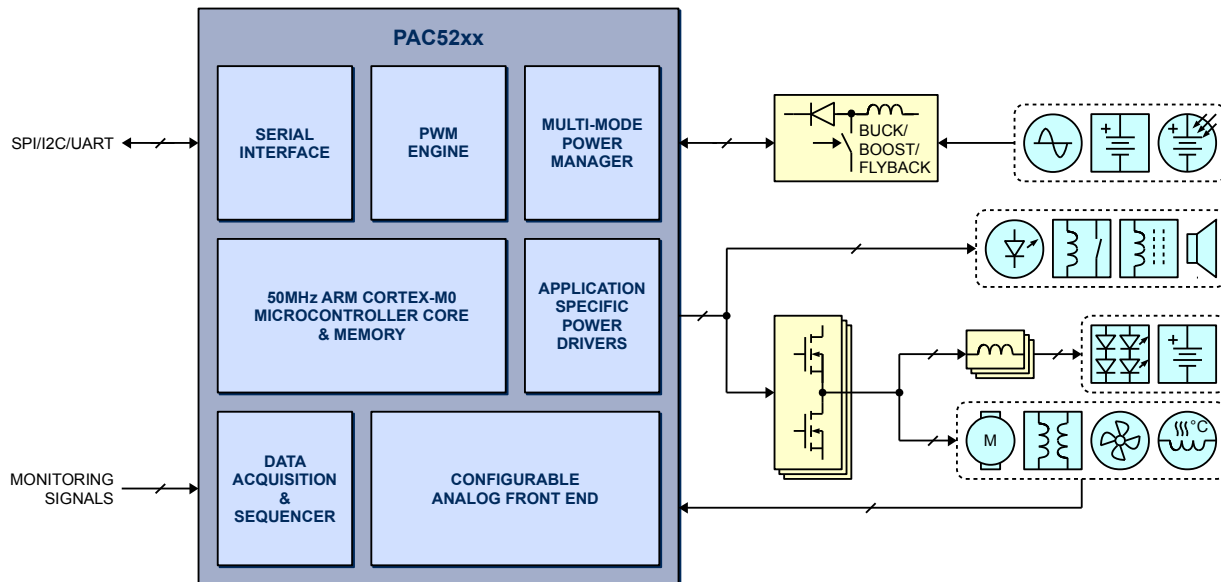 PAC52xx
SERIAL
INTERFACE
PWM
ENGINE
MULTI-MODE
POWER
MANAGER
SPI/I2C/UART
BUCK/
BOOST/
FLYBACK
+
+
50MHz ARM CORTEX-M0
MICROCONTROLLER CORE
& MEMORY
APPLICATION
SPECIFIC
POWER
DRIVERS
+
M
°C
DATA
ACQUISITION
&
SEQUENCER
CONFIGURABLE
ANALOG FRONT END
MONITORING
SIGNALS